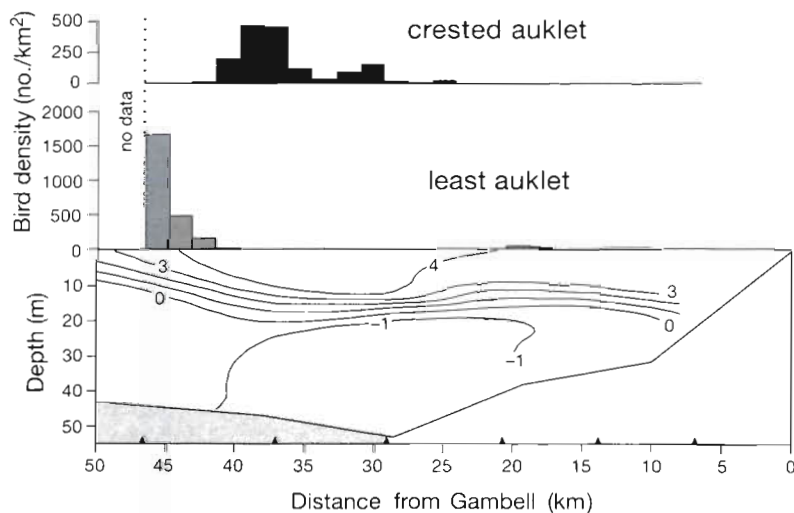 crested auklet
500
250
0
Bird density (no./km²)
no data
2000
1500
1000
500
0
least auklet
3
4
3
0
0
-1
-1
10
20
30
40
50
Depth (m)
50 45 40 35 30 25 20 15 10 5 0
Distance from Gambell (km)